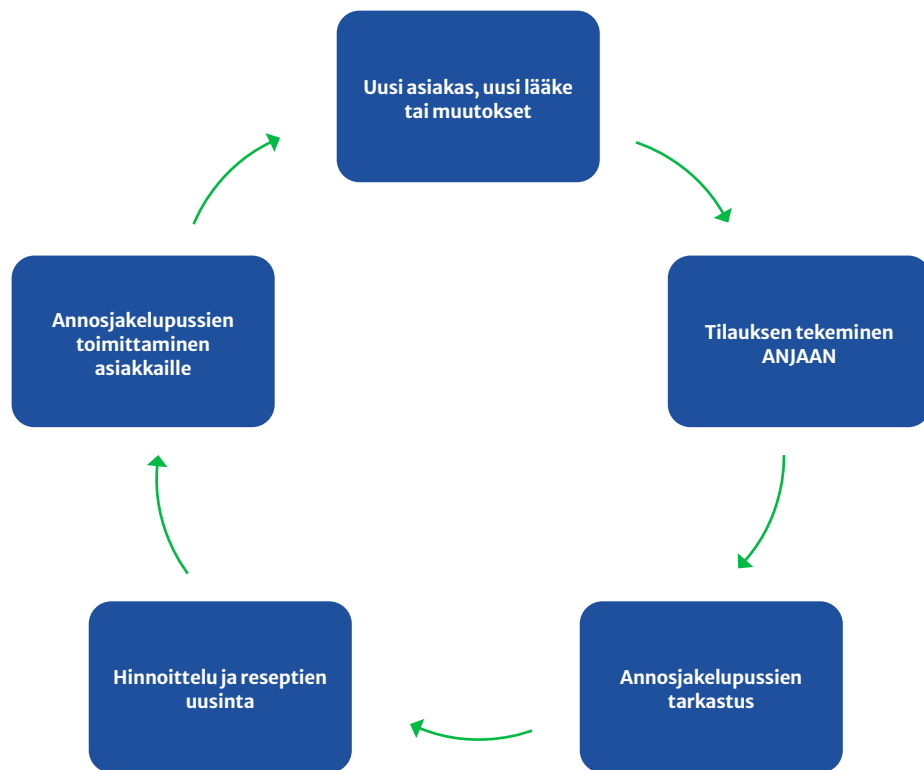 Uusi asiakas, uusi lääke
tai muutokset
Tilauksen tekeminen
ANJAAN
Annosjakelupussien
tarkastus
Hinnoittelu ja reseptien
uusinta
Annosjakelupussien
toimittaminen
asiakkaille